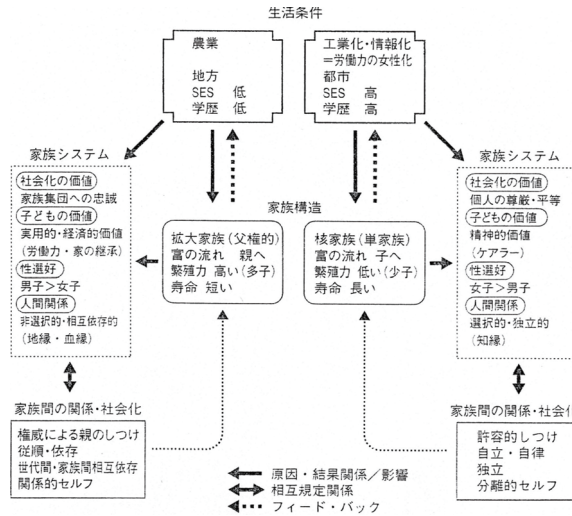 生活条件
農業
地方
SES 低
学歴 低
工業化・情報化
=労働力の女性化
都市
SES 高
学歴 高
家族システム
社会化の価値
家族集団への忠誠
子どもの価値
実用的・経済的価値
(労働力・家の継承)
性選好
男子>女子
人間関係
非選択的・相互依存的
(地縁・血縁)
家族構造
拡大家族(父権的)
富の流れ 親へ
繁殖力 高い(多子)
寿命 短い
核家族(単家族)
富の流れ 子へ
繁殖力 低い(少子)
寿命 長い
家族システム
社会化の価値
個人の尊厳・平等
子どもの価値
精神的価値
(ケアラー)
性選好
女子>男子
人間関係
選択的・独立的
(知縁)
家族間の関係・社会化
権威による親のしつけ
従順・依存
世代間・家族間相互依存
関係的セルフ
家族間の関係・社会化
許容的しつけ
自立・自律
独立
分離的セルフ
原因・結果関係/影響
相互規定関係
フィード・バック